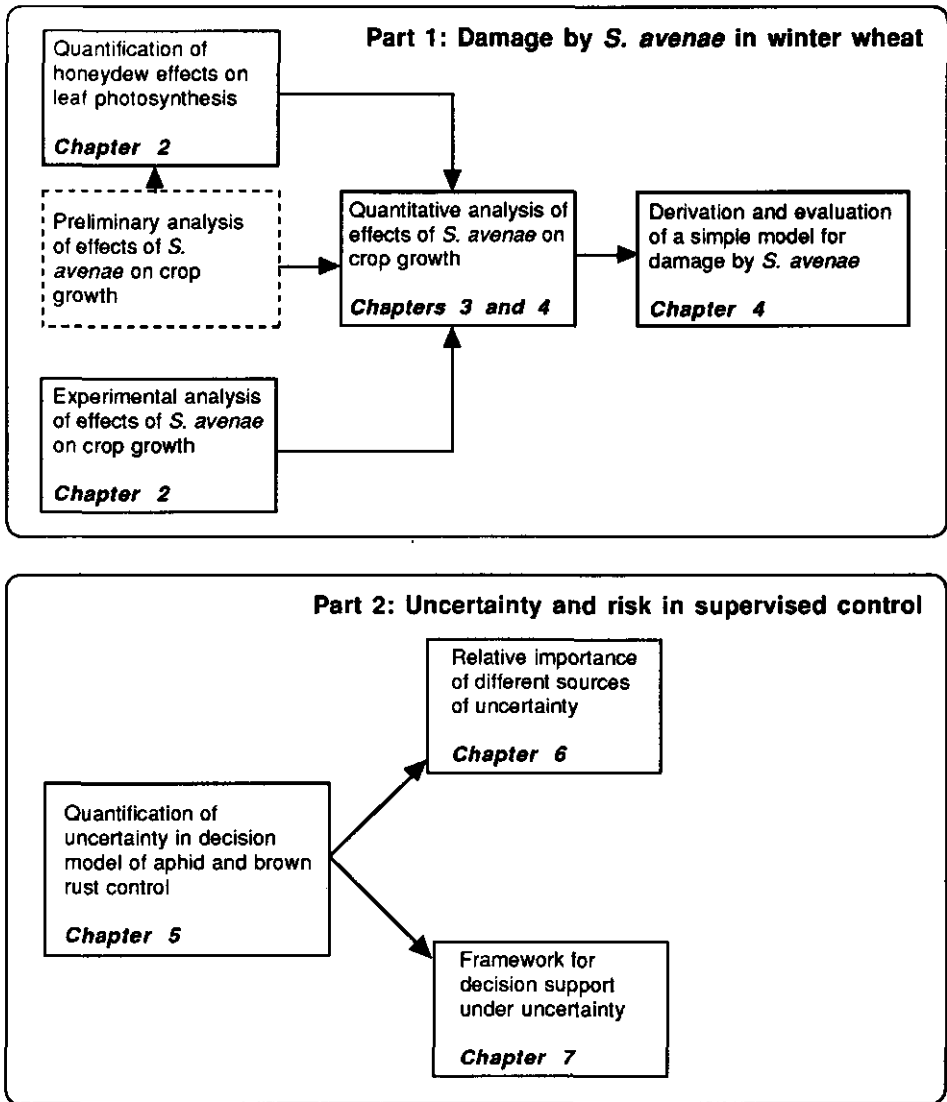 Part 1: Damage by S. avenae in winter wheat
Quantification of
honeydew effects on
leaf photosynthesis
Chapter 2
Preliminary analysis
of effects of S.
avenae on crop
growth
Quantitative analysis of
effects of S. avenae on
crop growth
Chapters 3 and 4
Derivation and evaluation
of a simple model for
damage by S. avenae
Chapter 4
Experimental analysis
of effects of S. avenae
on crop growth
Chapter 2
Part 2: Uncertainty and risk in supervised control
Relative importance
of different sources
of uncertainty
Chapter 6
Quantification of
uncertainty in decision
model of aphid and brown
rust control
Chapter 5
Framework for
decision support
under uncertainty
Chapter 7